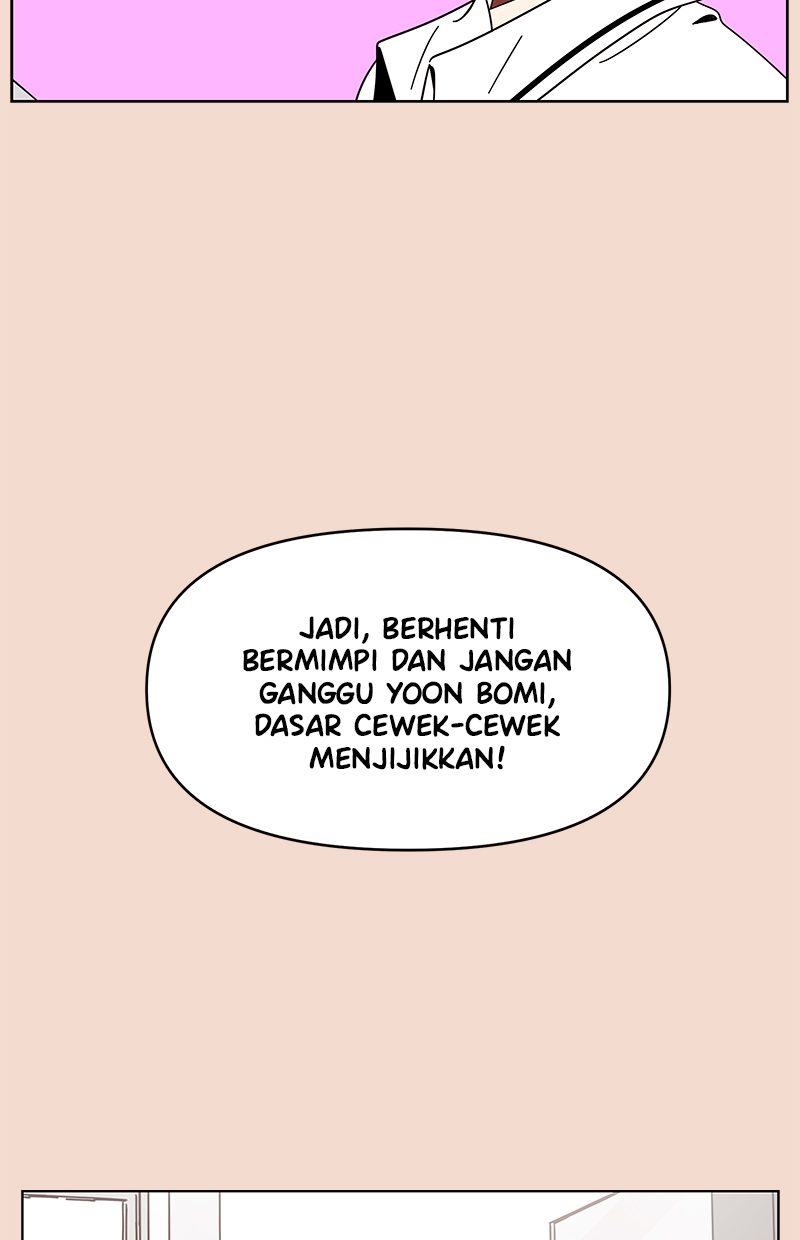 JADI, BERHENTI
BERMIMPI DAN JANGAN
GANGGU YOON BOMI,
DASAR CEWEK-CEWEK
MENJIJIKKAN!